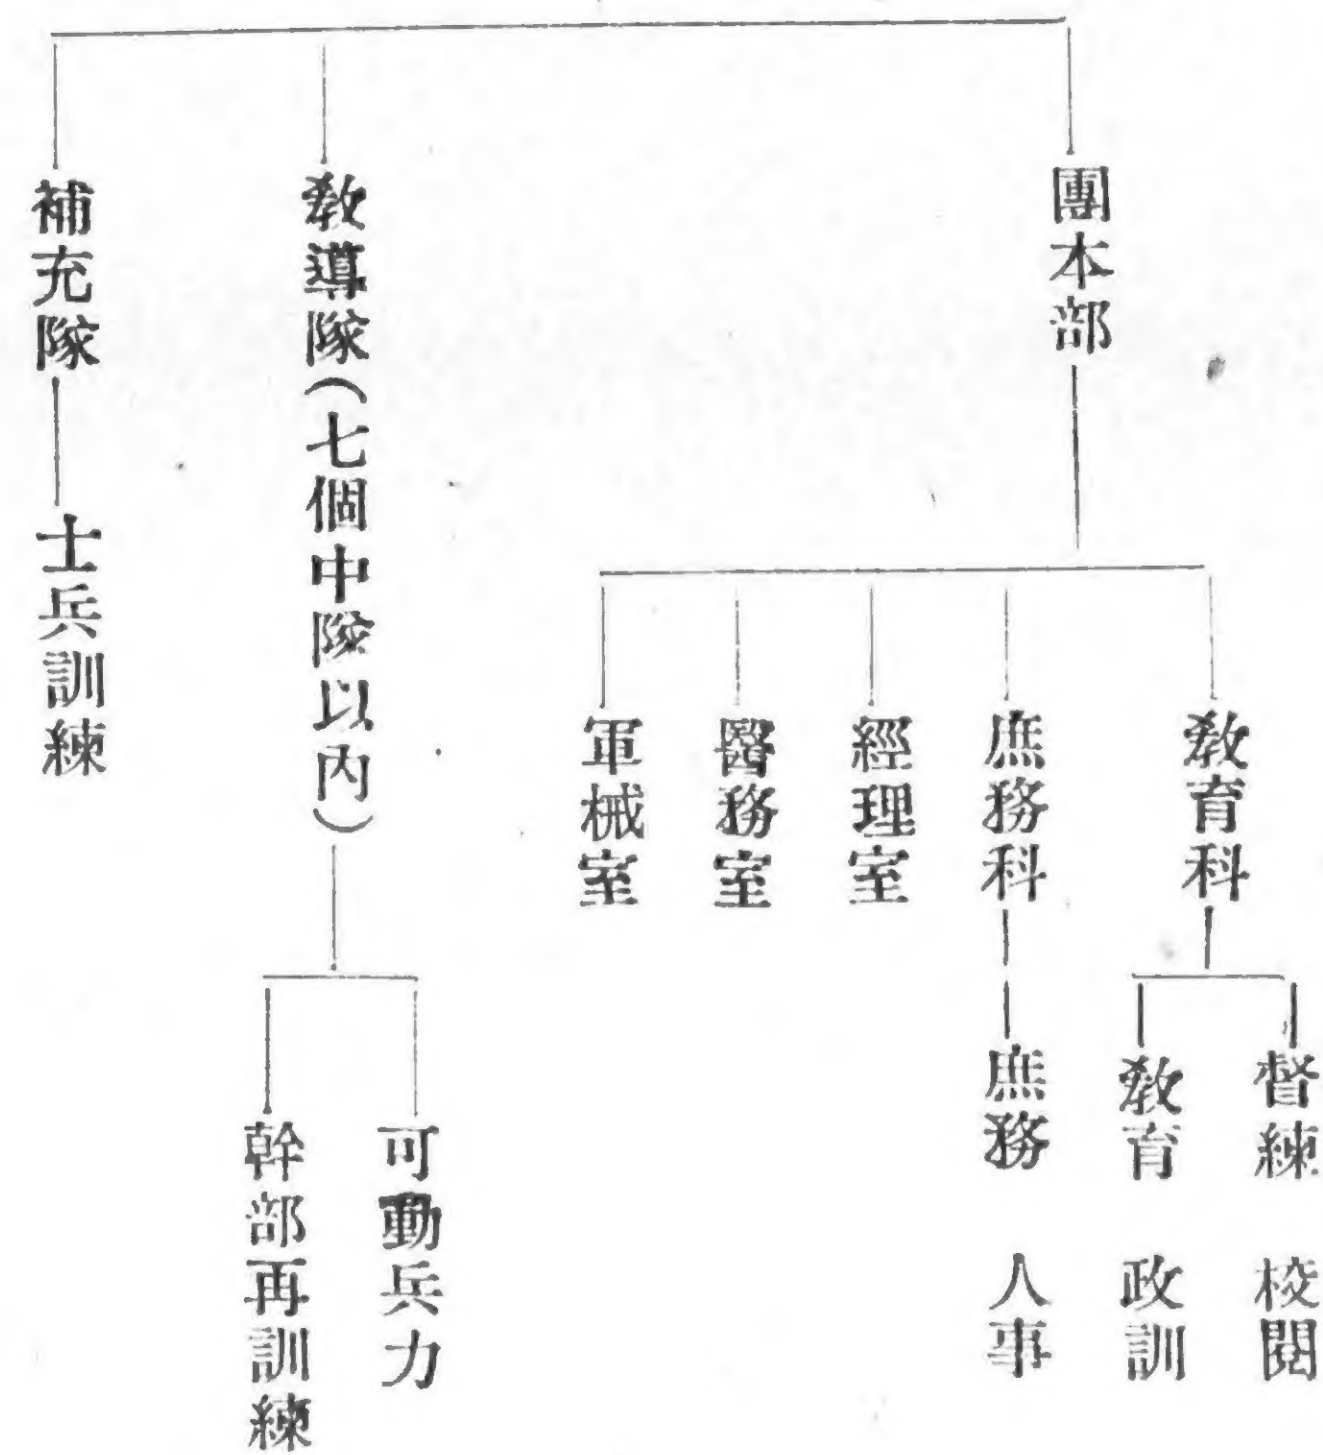 團本部
教育科
督練　校閱
教育　政訓
庶務科
庶務　人事
經理室
醫務室
軍械室
教導隊（七個中隊以內）
可動兵力
幹部再訓練
補充隊
士兵訓練